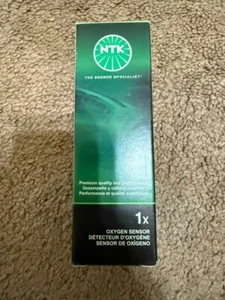 NTK
THE SENSOR SPECIALIST
Premium quality and performance
Desempeño y calidad premium
Performance et qualité
1x
OXYGEN SENSOR
DÉTECTEUR D'OXYGÈNE
SENSOR DE OXÍGENO